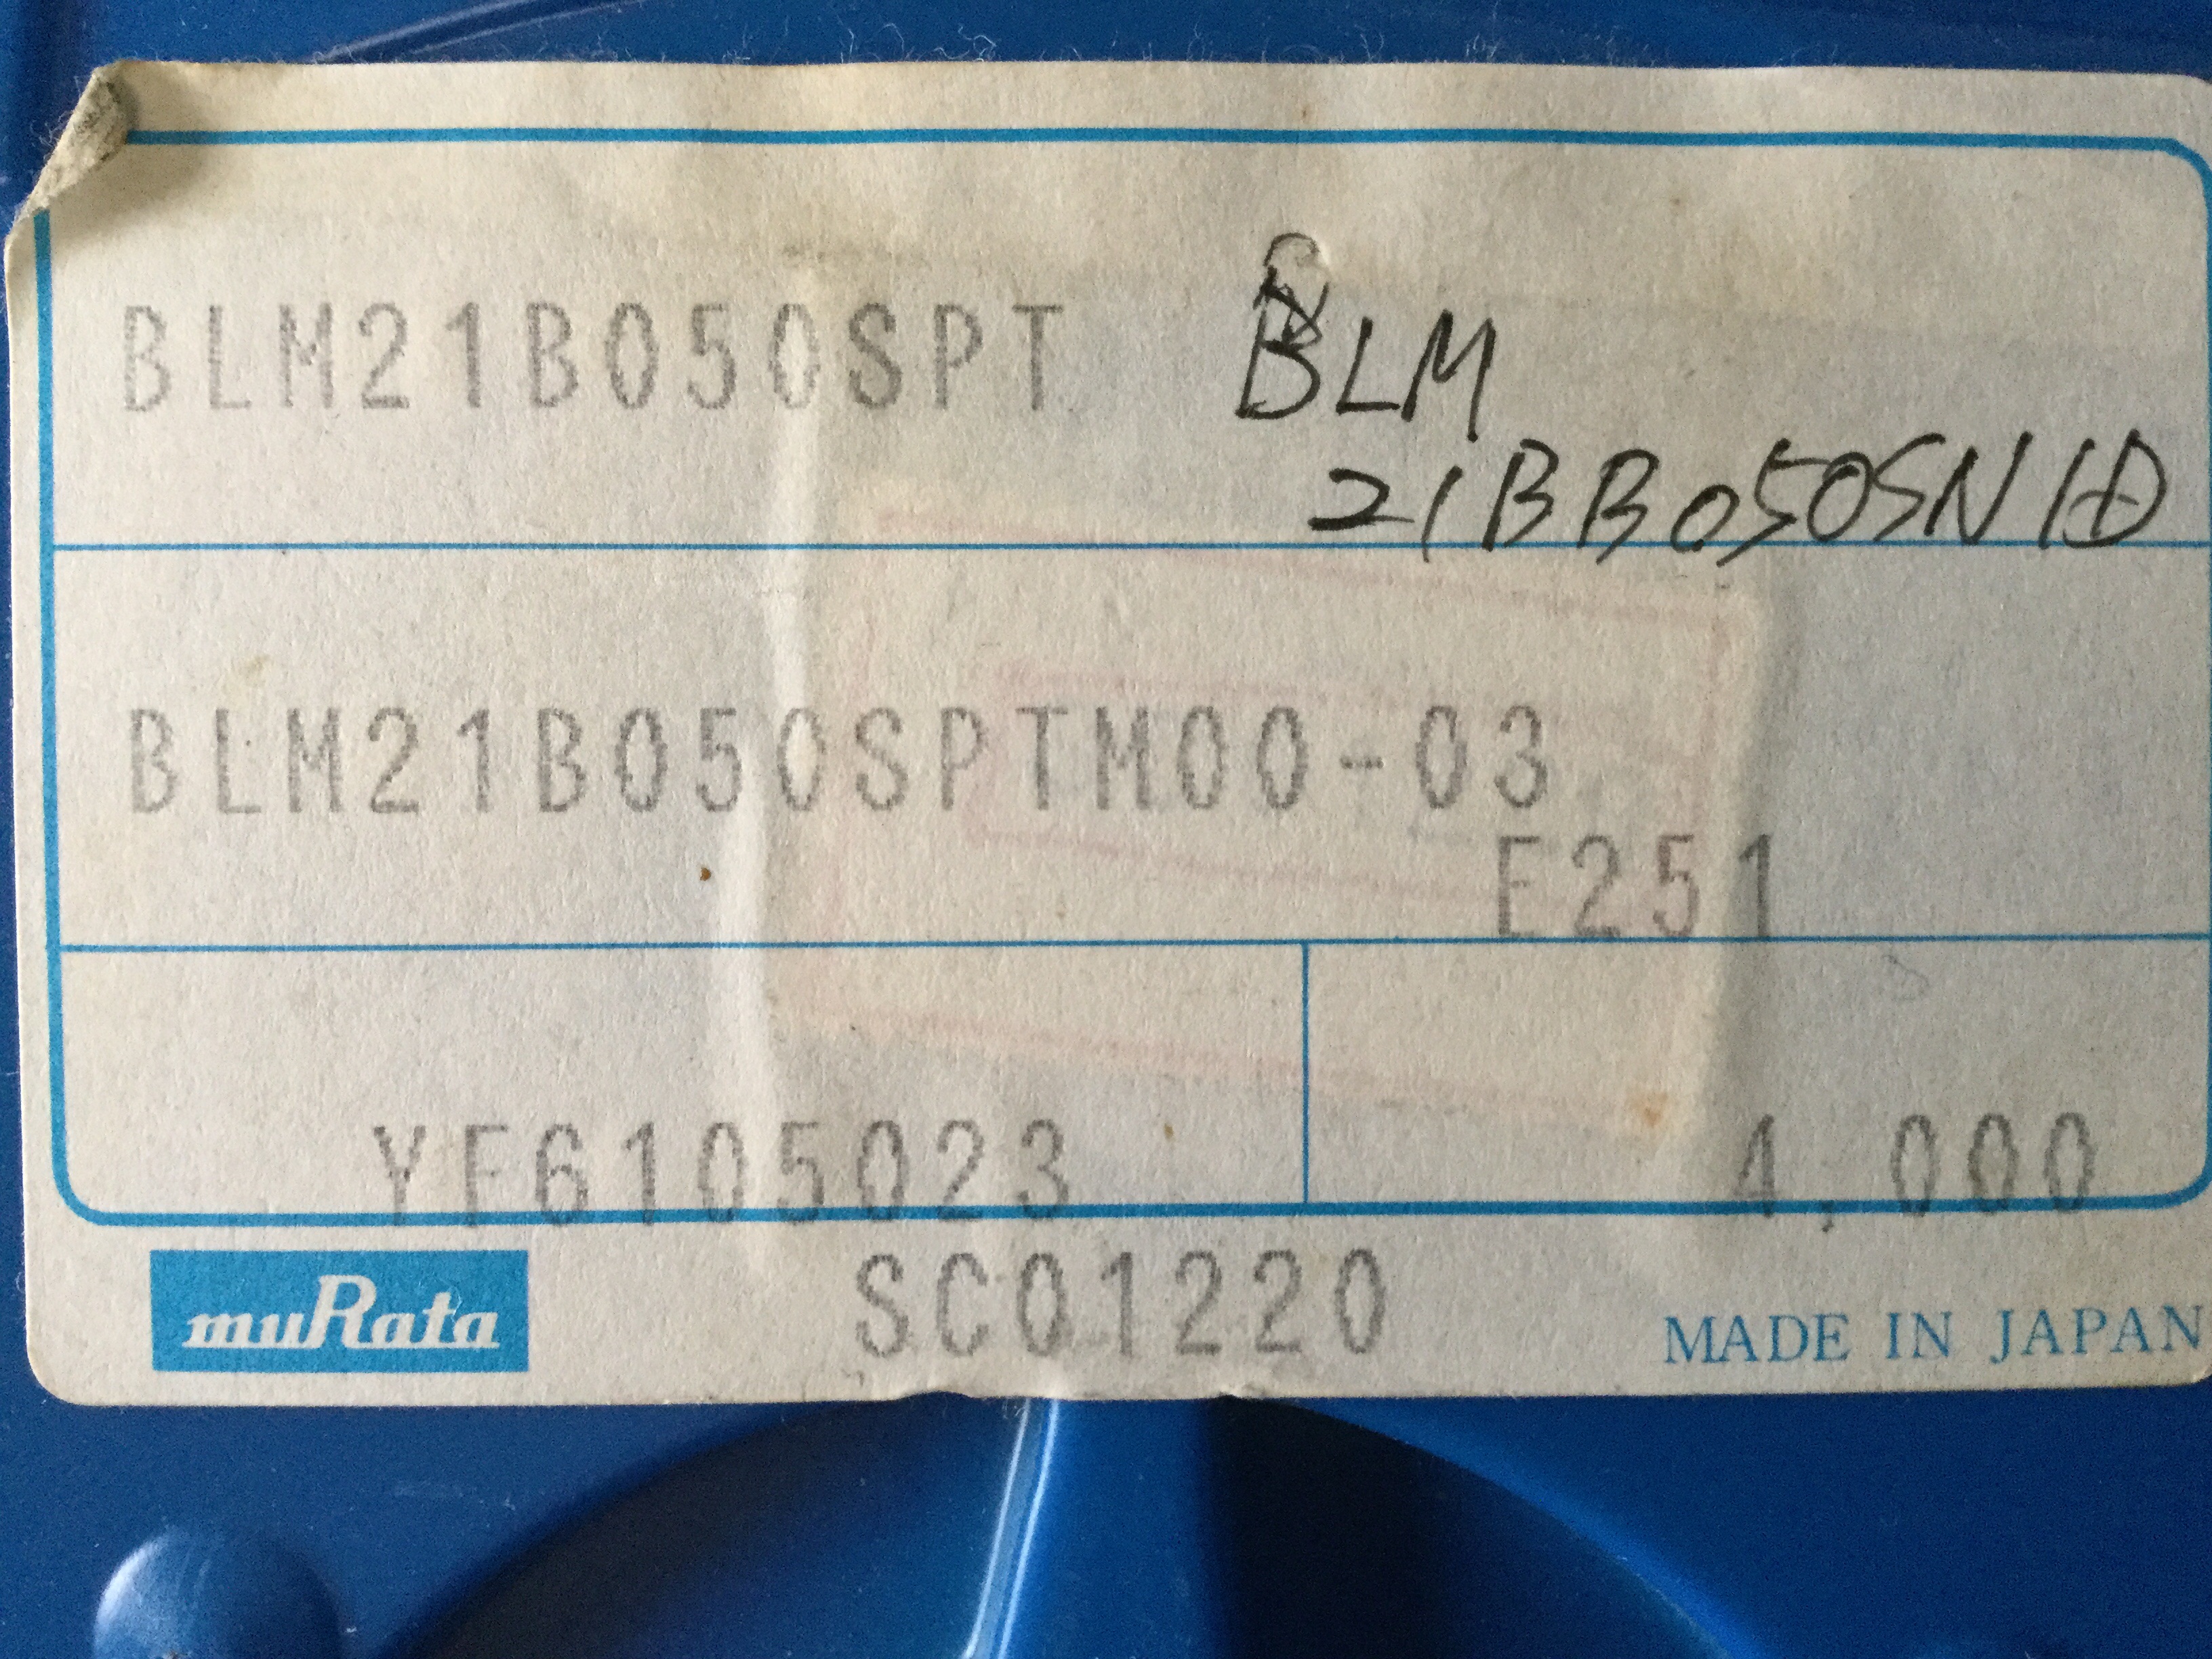 BLM21B050SPT
BLM
21BB050SN1D
BLM21B050SPTM00-03
E251
YF6105023
4,000
muRata
SC01220
MADE IN JAPAN